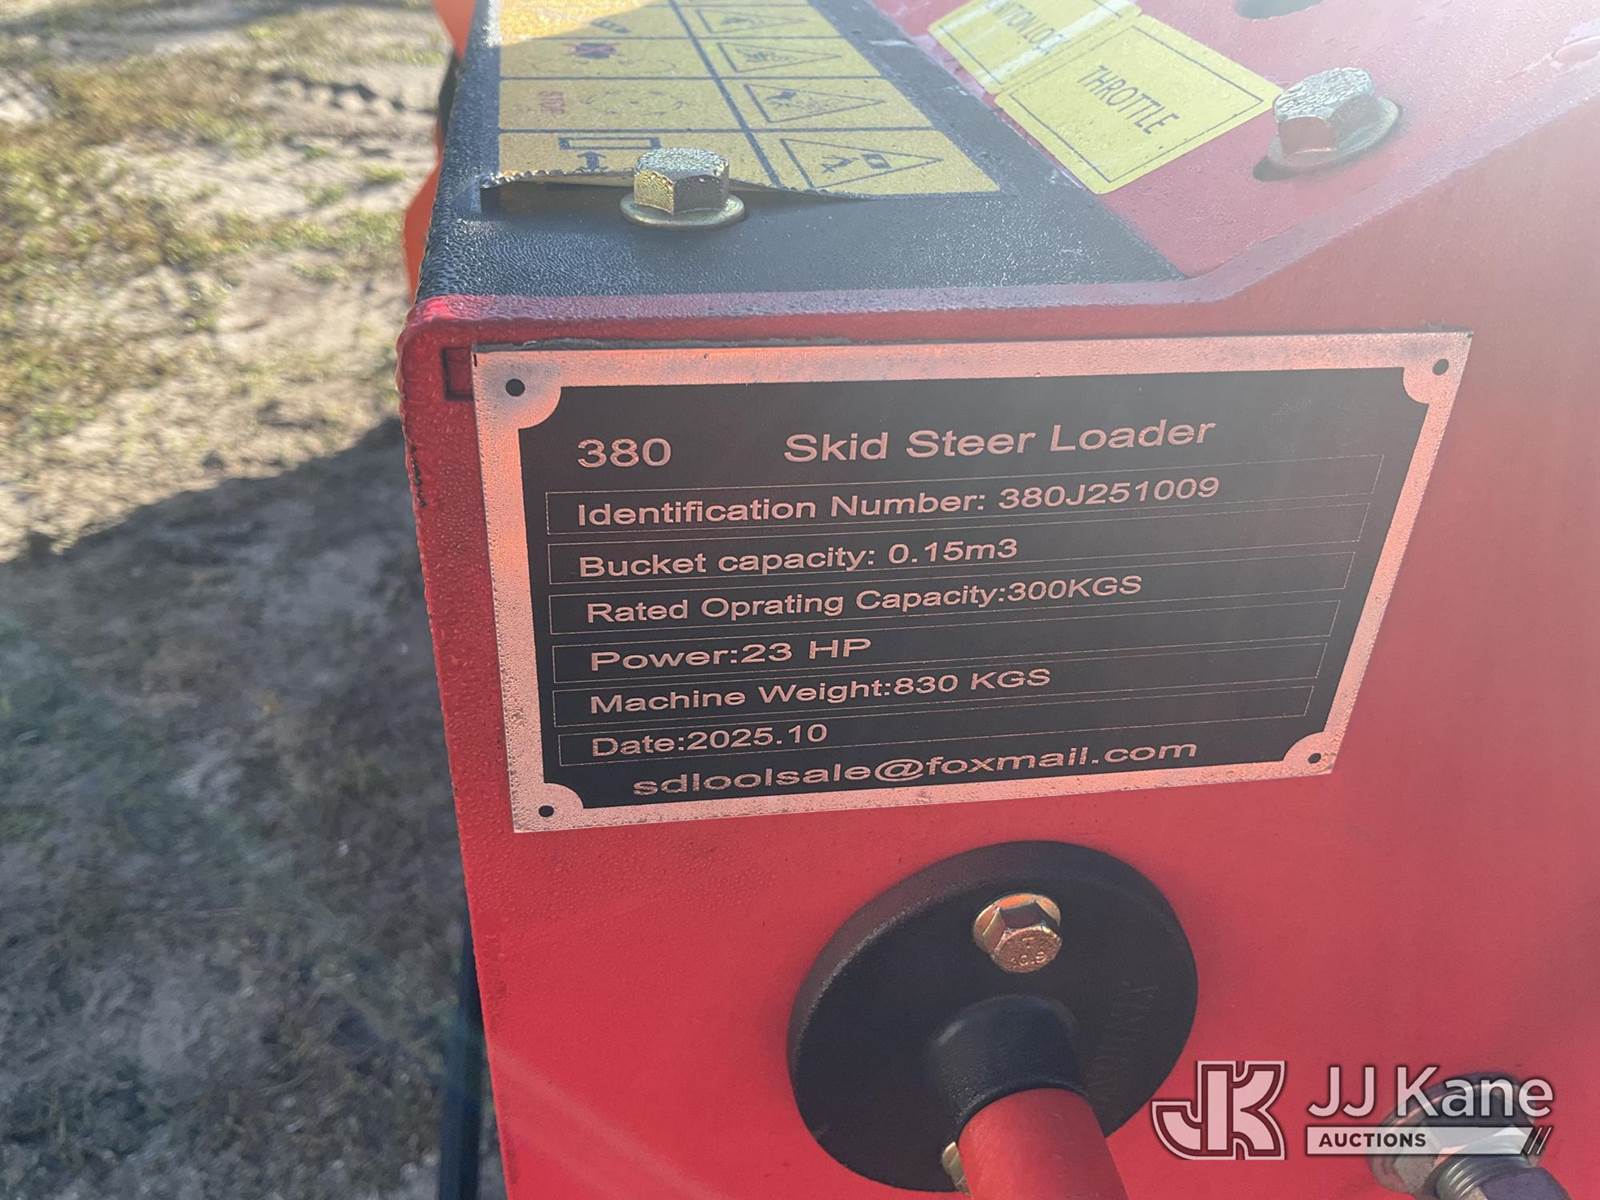 STOP
THROTTLE
380 Skid Steer Loader
Identification Number: 380J251009
Bucket capacity: 0.15m3
Rated Oprating Capacity:300KGS
Power:23 HP
Machine Weight:830 KGS
Date:2025.10
sdloolsale@foxmail.com
JJ Kane
AUCTIONS